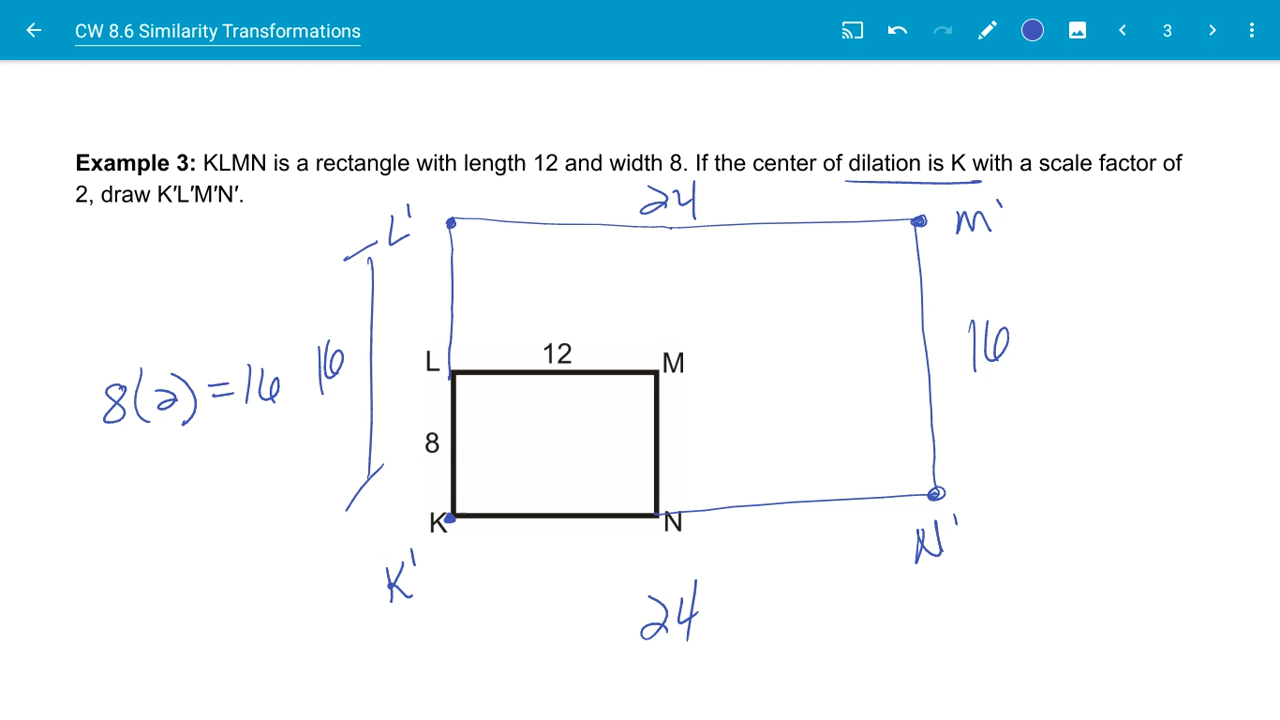 CW 8.6 Similarity Transformations
3
Example 3: KLMN is a rectangle with length 12 and width 8. If the center of dilation is K with a scale factor of
2, draw K′L′M′N′.
24
L'
M'
L
12
M
16
8(2)=16
16
8
K
N
N'
K'
24